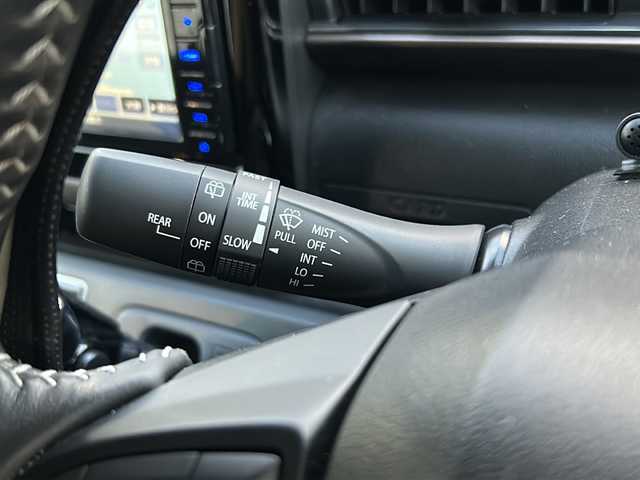 REAR
ON
OFF
FAST
INT
TIME
SLOW
PULL
MIST
OFF
INT
LO
HI